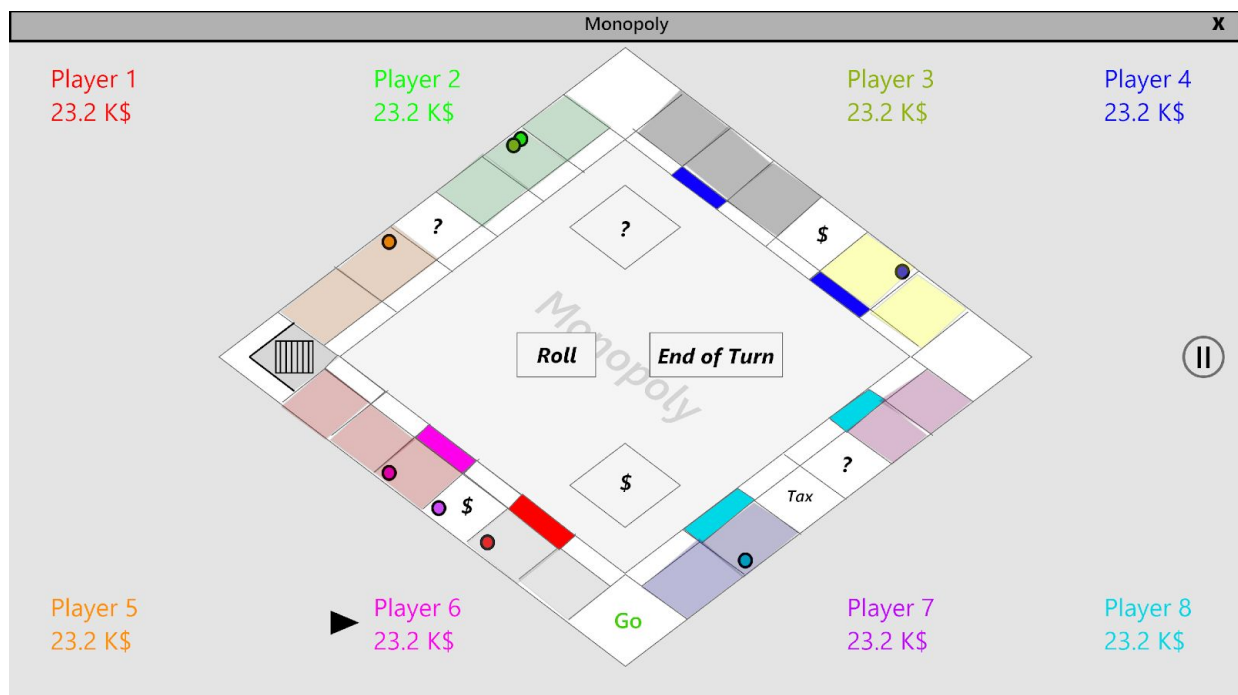 Monopoly
X
Player 1
23.2 K$
Player 2
23.2 K$
Player 3
23.2 K$
Player 4
23.2 K$
?
?
$
Monopoly
Roll
End of Turn
$
$
?
Tax
Go
Player 5
23.2 K$
Player 6
23.2 K$
Player 7
23.2 K$
Player 8
23.2 K$